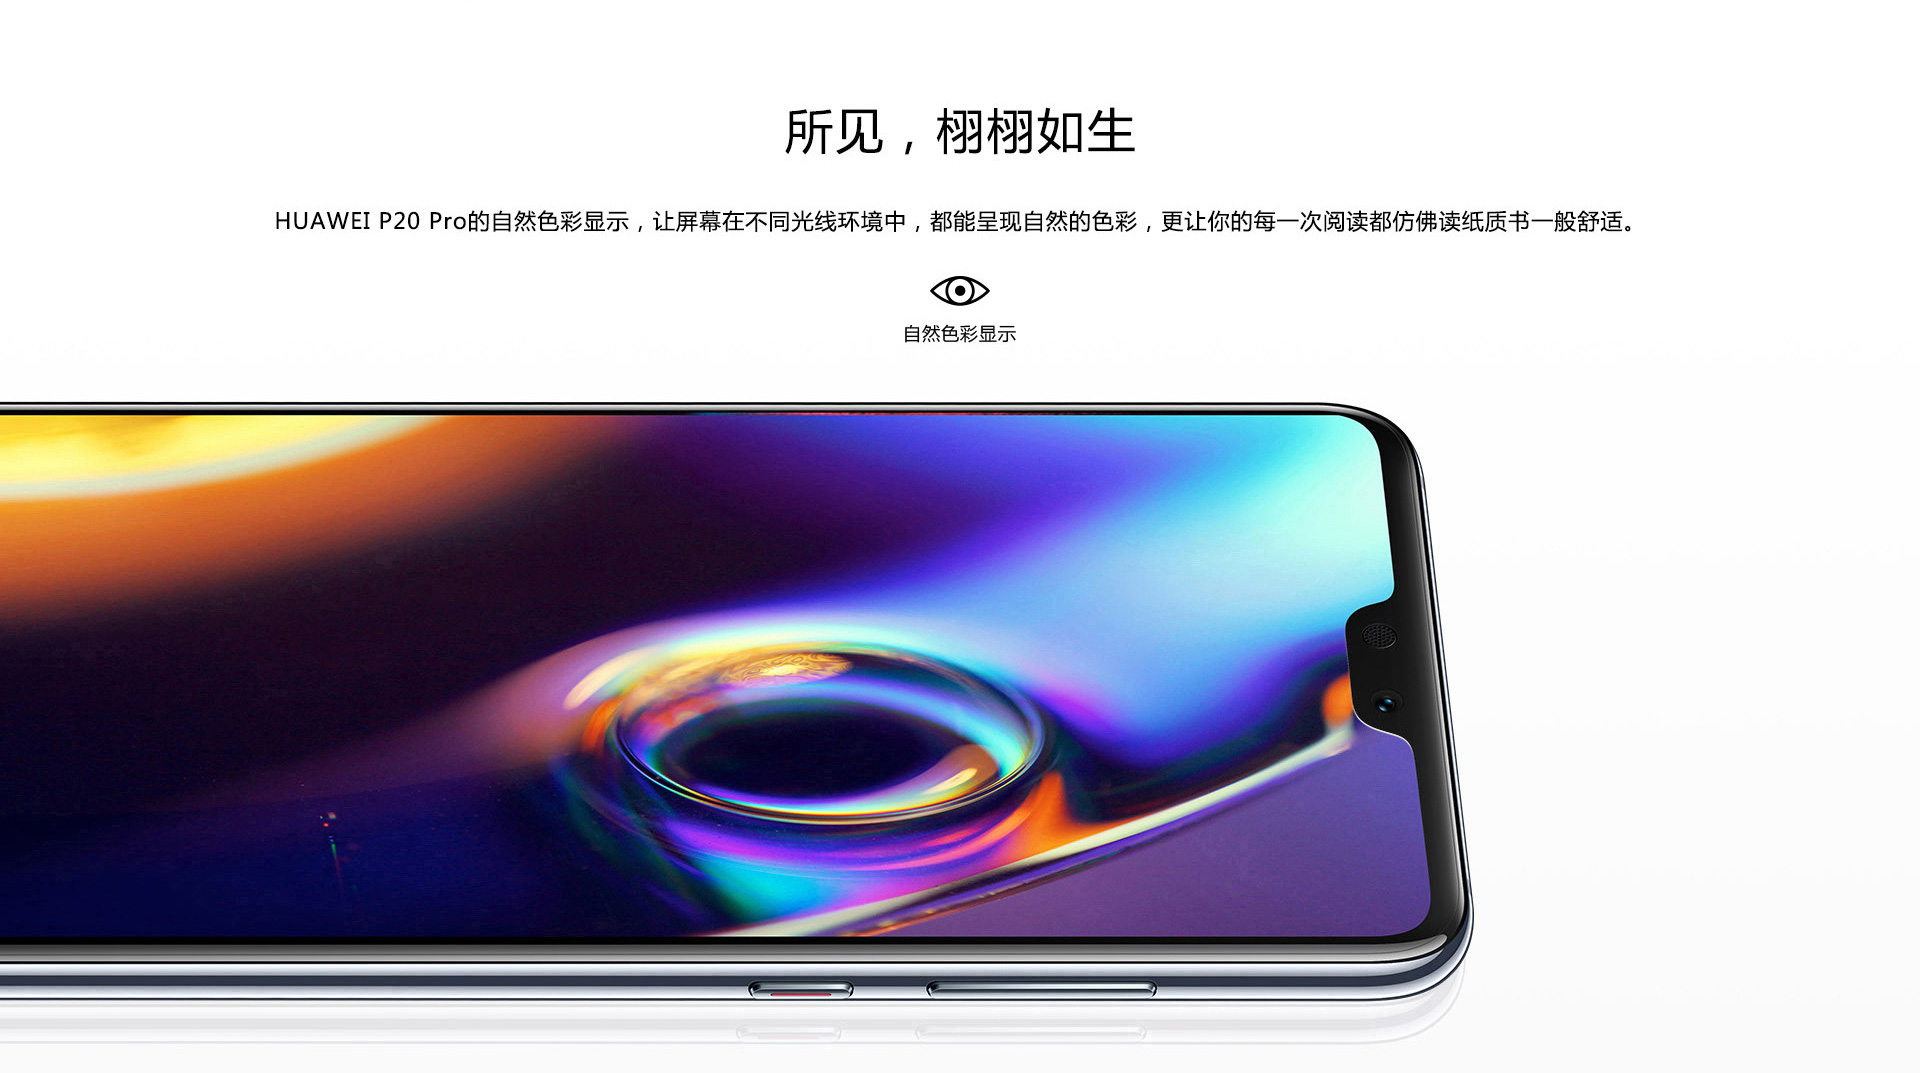 所见，栩栩如生
HUAWEI P20 Pro的自然色彩显示，让屏幕在不同光线环境中，都能呈现自然的色彩，更让你的每一次阅读都仿佛读纸质书一般舒适。
自然色彩显示